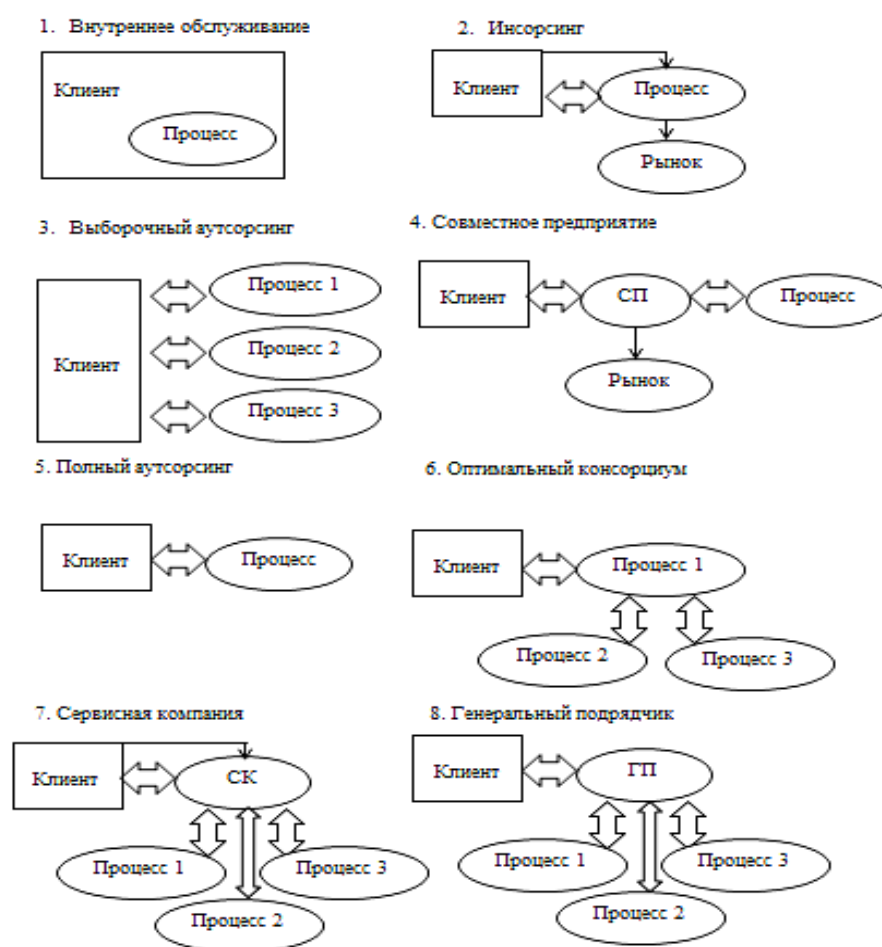 1. Внутреннее обслуживание
Клиент
Процесс
2. Инсорсинг
Клиент
Процесс
Рынок
3. Выборочный аутсорсинг
Клиент
Процесс 1
Процесс 2
Процесс 3
4. Совместное предприятие
Клиент
СП
Процесс
Рынок
5. Полный аутсорсинг
Клиент
Процесс
6. Оптимальный консорциум
Клиент
Процесс 1
Процесс 2
Процесс 3
7. Сервисная компания
Клиент
СК
Процесс 1
Процесс 3
Процесс 2
8. Генеральный подрядчик
Клиент
ГП
Процесс 1
Процесс 3
Процесс 2